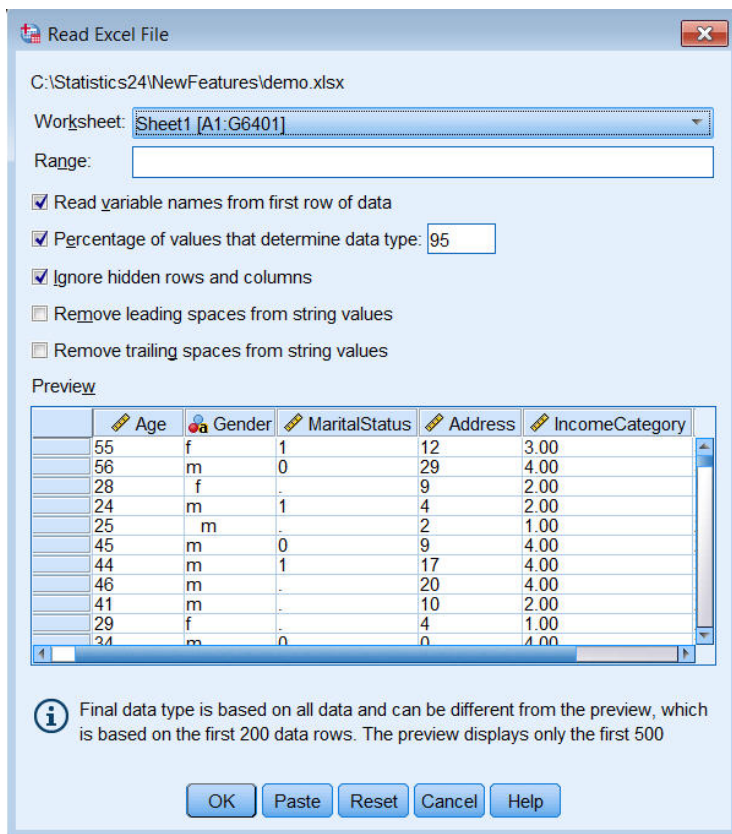 Read Excel File
C:\Statistics24\NewFeatures\demo.xlsx
Worksheet: Sheet1 [A1:G6401]
Range:
Read variable names from first row of data
Percentage of values that determine data type: 95
Ignore hidden rows and columns
Remove leading spaces from string values
Remove trailing spaces from string values
Preview
Age a Gender MaritalStatus Address IncomeCategory
55 f 1 12 3.00
56 m 0 29 4.00
28 f . 9 2.00
24 m 1 4 2.00
25 m . 2 1.00
45 m 0 9 4.00
44 m 1 17 4.00
46 m . 20 4.00
41 m . 10 2.00
29 f . 4 1.00
34 m 0 0 4.00
Final data type is based on all data and can be different from the preview, which
is based on the first 200 data rows. The preview displays only the first 500
OK Paste Reset Cancel Help